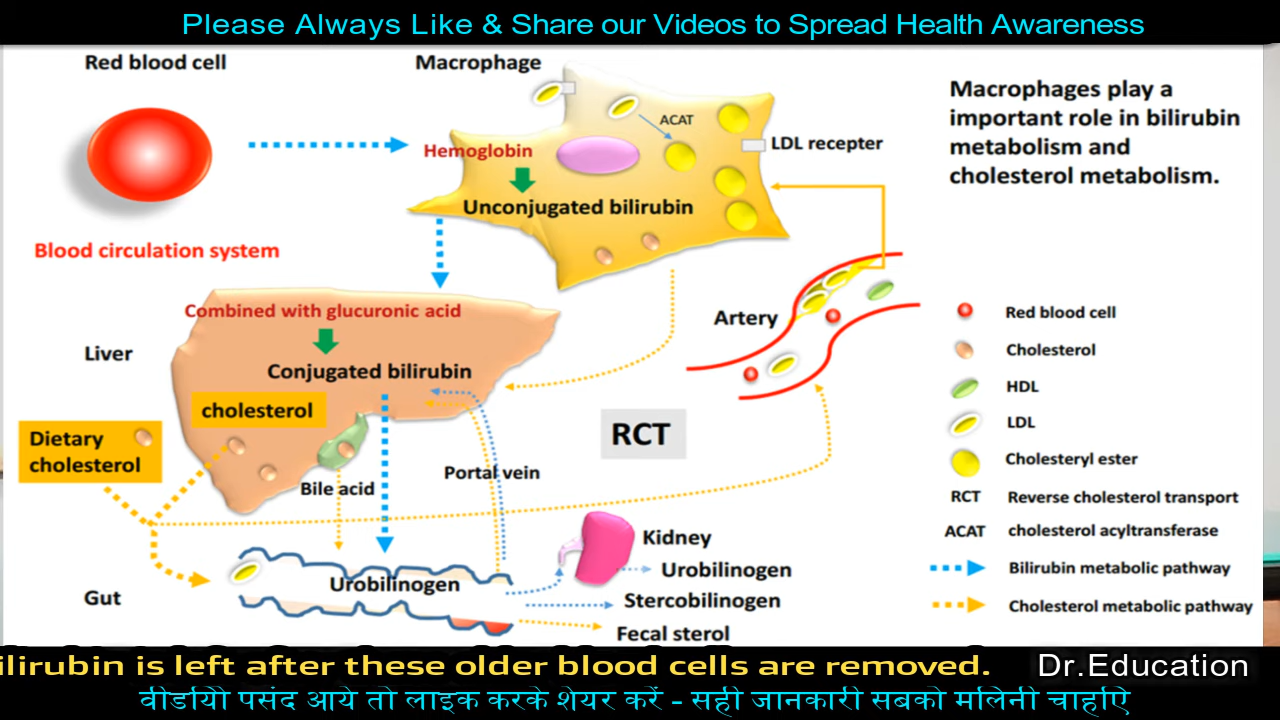 Please Always Like & Share our Videos to Spread Health Awareness
Red blood cell
Macrophage
Macrophages play a
important role in bilirubin
metabolism and
cholesterol metabolism.
ACAT
LDL recepter
Hemoglobin
Unconjugated bilirubin
Blood circulation system
Combined with glucuronic acid
Liver
Conjugated bilirubin
cholesterol
Dietary
cholesterol
Bile acid
Portal vein
Artery
RCT
Red blood cell
Cholesterol
HDL
LDL
Cholesteryl ester
RCT Reverse cholesterol transport
ACAT cholesterol acyltransferase
Bilirubin metabolic pathway
Cholesterol metabolic pathway
Kidney
Urobilinogen
Urobilinogen
Stercobilinogen
Gut
Fecal sterol
ilirubin is left after these older blood cells are removed.
Dr.Education
वीडियो पसंद आये तो लाइक करके शेयर करें - सही जानकारी सबको मिलनी चाहिए